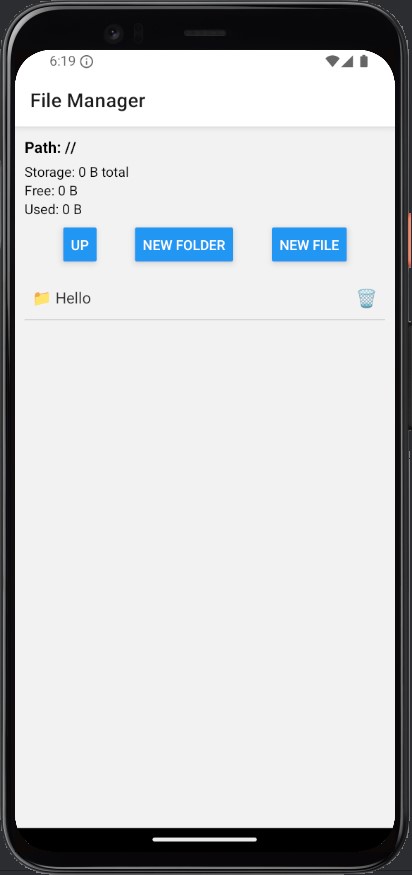 6:19
File Manager
Path: //
Storage: 0 B total
Free: 0 B
Used: 0 B
UP NEW FOLDER NEW FILE
Hello